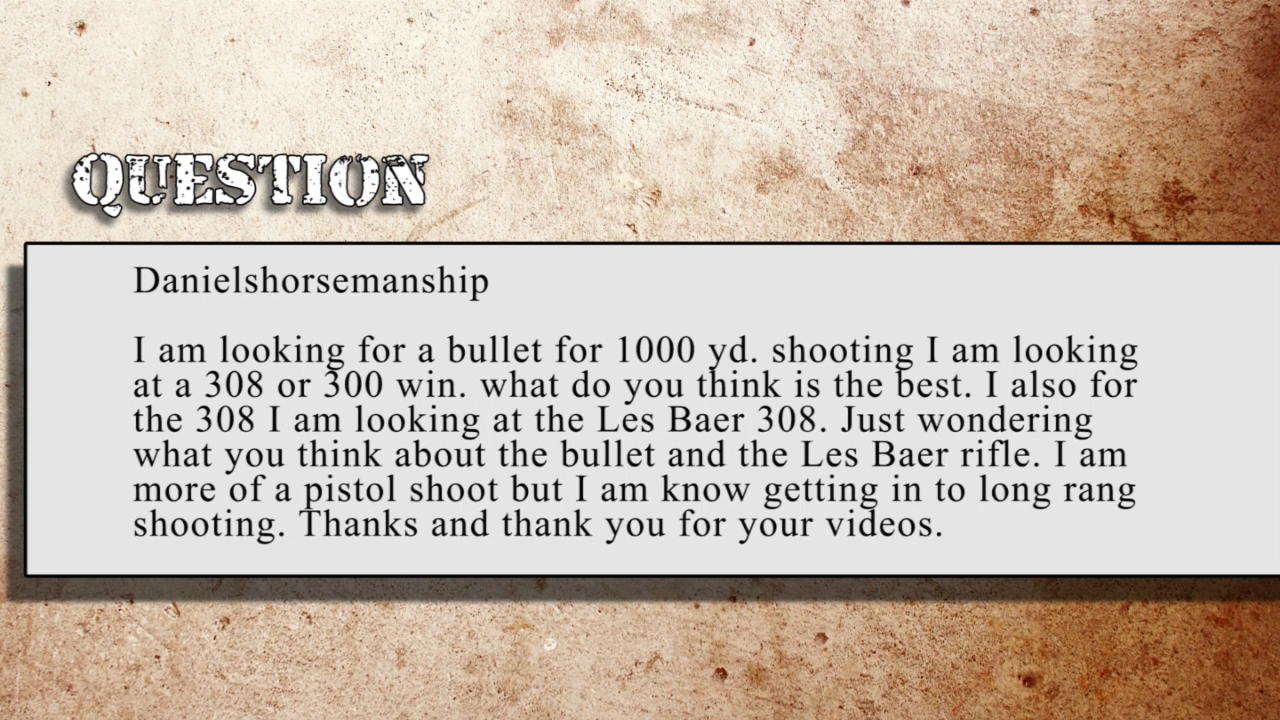 QUESTION
Danielshorsemanship
I am looking for a bullet for 1000 yd. shooting I am looking
at a 308 or 300 win. what do you think is the best. I also for
the 308 I am looking at the Les Baer 308. Just wondering
what you think about the bullet and the Les Baer rifle. I am
more of a pistol shoot but I am know getting in to long rang
shooting. Thanks and thank you for your videos.